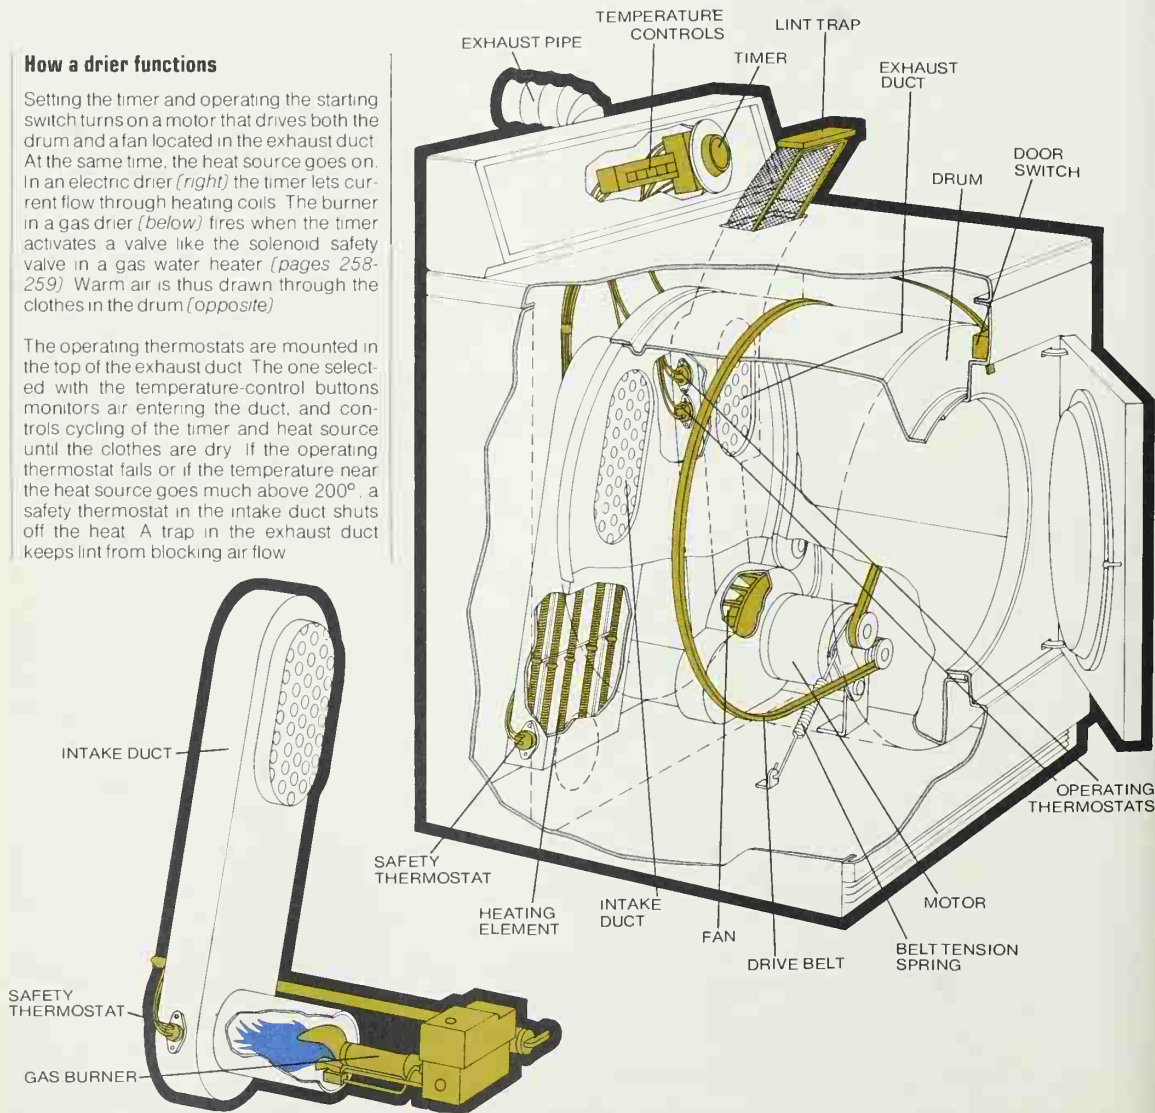 How a drier functions
Setting the timer and operating the starting
switch turns on a motor that drives both the
drum and a fan located in the exhaust duct
At the same time, the heat source goes on.
In an electric drier (right) the timer lets cur-
rent flow through heating coils The burner
in a gas drier (below) fires when the timer
activates a valve like the solenoid safety
valve in a gas water heater (pages 258-
259) Warm air is thus drawn through the
clothes in the drum (opposite)
The operating thermostats are mounted in
the top of the exhaust duct The one select-
ed with the temperature-control buttons
monitors air entering the duct, and con-
trols cycling of the timer and heat source
until the clothes are dry If the operating
thermostat fails or if the temperature near
the heat source goes much above 200°, a
safety thermostat in the intake duct shuts
off the heat A trap in the exhaust duct
keeps lint from blocking air flow
EXHAUST PIPE
TEMPERATURE
CONTROLS
TIMER
LINT TRAP
EXHAUST
DUCT
DRUM
DOOR
SWITCH
INTAKE DUCT
SAFETY
THERMOSTAT
GAS BURNER
SAFETY
THERMOSTAT
HEATING
ELEMENT
INTAKE
DUCT
FAN
DRIVE BELT
BELT TENSION
SPRING
MOTOR
OPERATING
THERMOSTATS